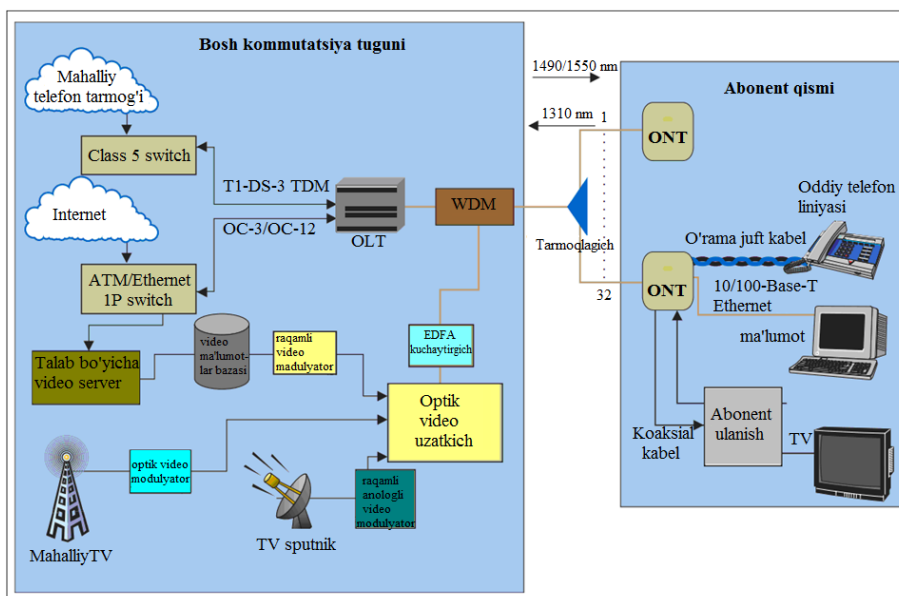 Bosh kommutatsiya tuguni
Mahalliy
telefon tarmog'i
Class 5 switch
Internet
ATM/Ethernet
1P switch
Talab bo'yicha
video server
video
ma'lumot-
lar bazasi
raqamli
video
madulyator
T1-DS-3 TDM
OC-3/OC-12
OLT
WDM
EDFA
kuchaytirgich
Optik
video
uzatkich
optik video
modulyator
raqamli
anologli
video
modulyator
MahalliyTV
TV sputnik
1490/1550 nm
1310 nm
1
Tarmoqlagich
32
Abonent qismi
ONT
Oddiy telefon
liniyasi
O'rama juft kabel
ONT
10/100-Base-T
Ethernet
ma'lumot
Koaksial
kabel
Abonent
ulanish
TV